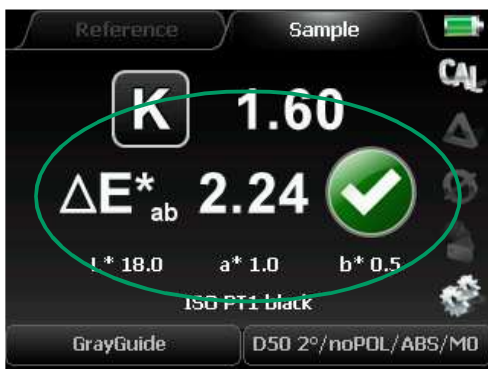 Reference Sample
CAL
K 1.60
ΔE*ab 2.24
L* 18.0 a* 1.0 b* 0.5
ISO PT1 black
GrayGuide D50 2°/noPOL/ABS/M0